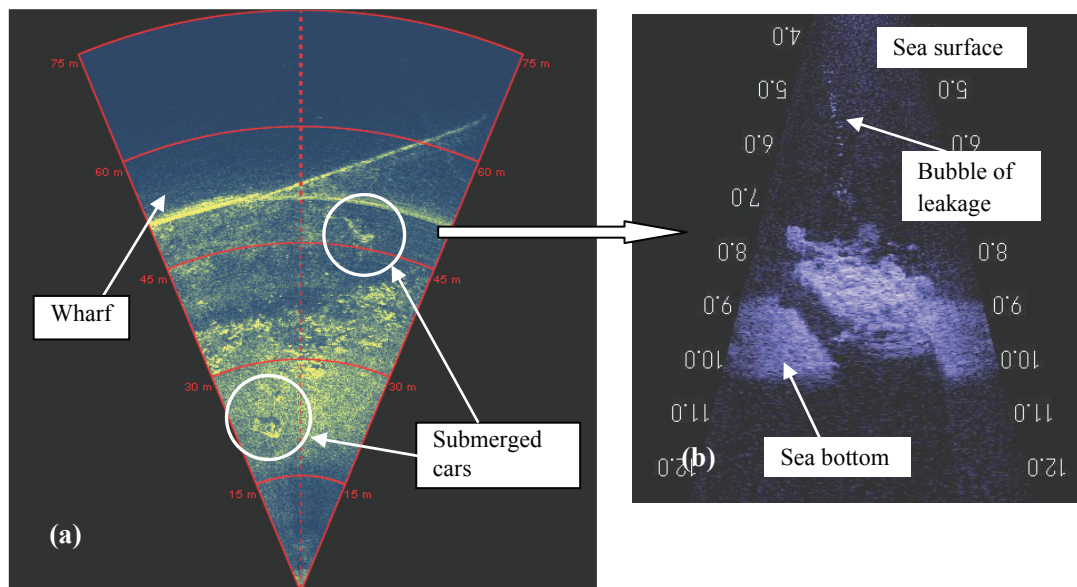 75 m
75 m
60 m
60 m
45 m
45 m
30 m
30 m
15 m
15 m
Wharf
Submerged
cars
(a)
4.0
Sea surface
5.0
5.0
6.0
6.0
Bubble of
leakage
7.0
8.0
8.0
9.0
9.0
10.0
10.0
11.0
11.0
Sea bottom
12.0
12.0
(b)